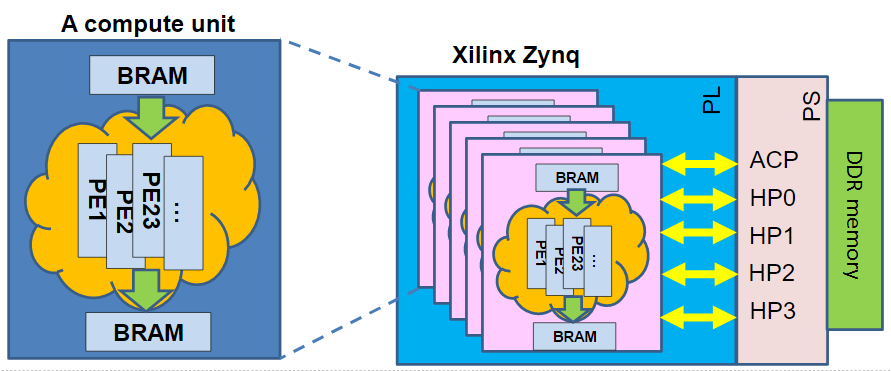 A compute unit
BRAM
PE1
PE2
PE23
...
BRAM
Xilinx Zynq
BRAM
PE1
PE2
PE23
...
BRAM
PL
PS
ACP
HP0
HP1
HP2
HP3
DDR memory